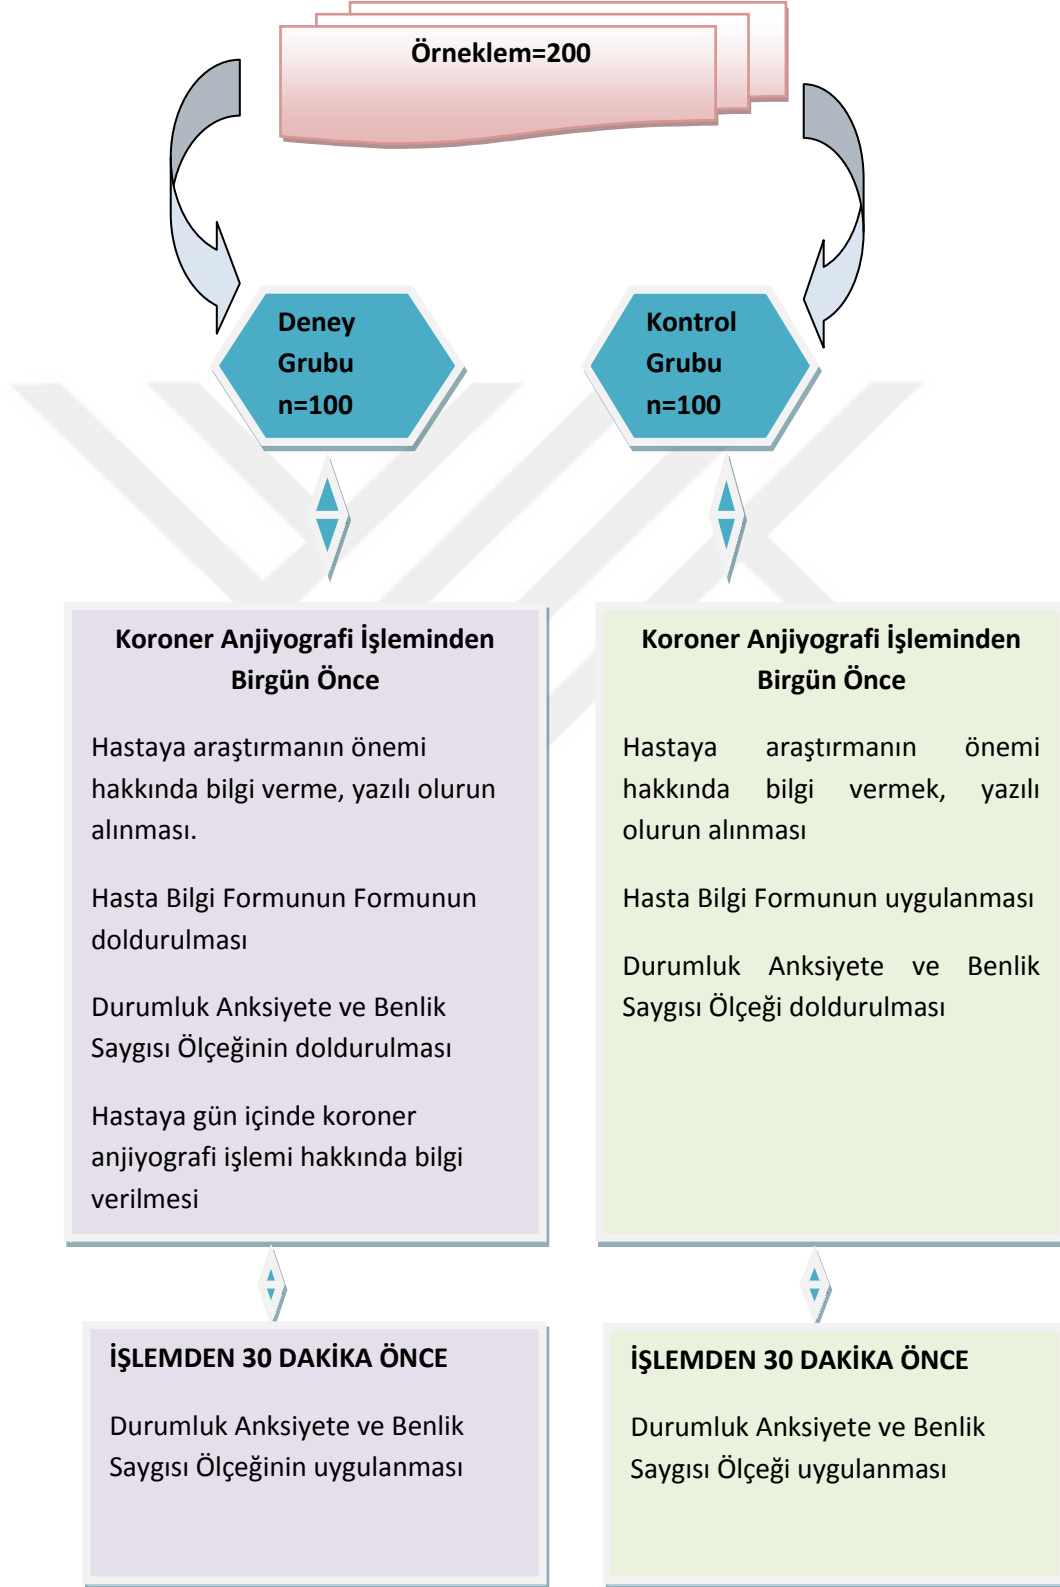 Örneklem=200
Deney
Grubu
n=100
Kontrol
Grubu
n=100
Koroner Anjiyografi İşleminden
Birgün Önce
Hastaya araştırmanın önemi
hakkında bilgi verme, yazılı olurun
alınması.
Hasta Bilgi Formunun Formunun
doldurulması
Durumluk Anksiyete ve Benlik
Saygısı Ölçeğinin doldurulması
Hastaya gün içinde koroner
anjiyografi işlemi hakkında bilgi
verilmesi
Koroner Anjiyografi İşleminden
Birgün Önce
Hastaya araştırmanın önemi
hakkında bilgi vermek, yazılı
olurun alınması
Hasta Bilgi Formunun uygulanması
Durumluk Anksiyete ve Benlik
Saygısı Ölçeği doldurulması
İŞLEMDEN 30 DAKİKA ÖNCE
Durumluk Anksiyete ve Benlik
Saygısı Ölçeğinin uygulanması
İŞLEMDEN 30 DAKİKA ÖNCE
Durumluk Anksiyete ve Benlik
Saygısı Ölçeği uygulanması